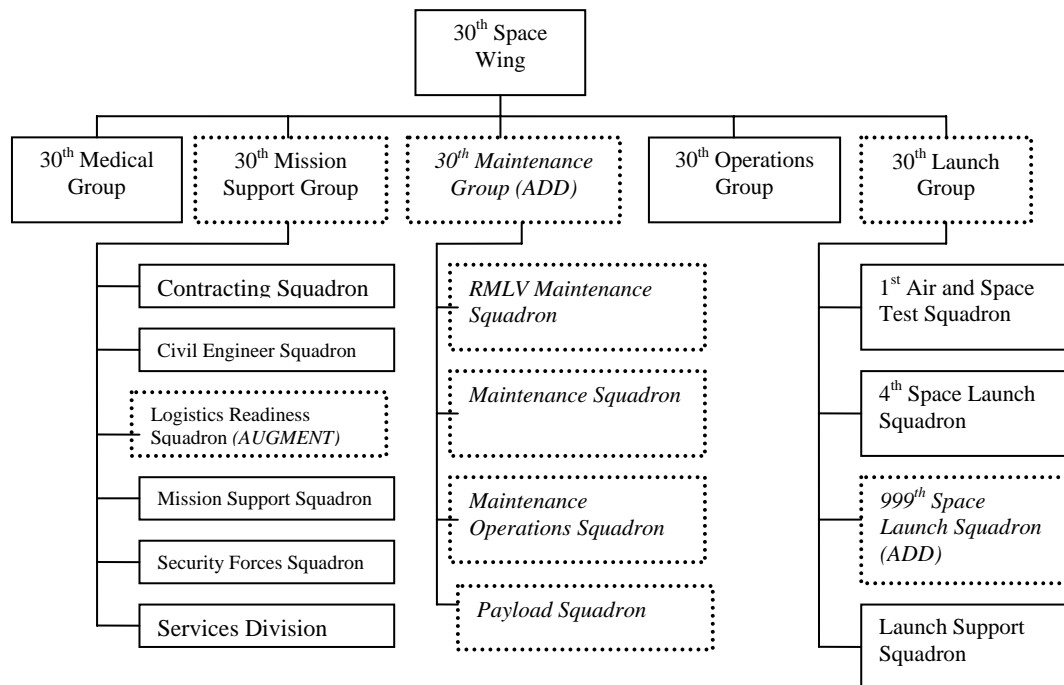 30th Space
Wing
30th Medical
Group
30th Mission
Support Group
30th Maintenance
Group (ADD)
30th Operations
Group
30th Launch
Group
Contracting Squadron
Civil Engineer Squadron
Logistics Readiness
Squadron (AUGMENT)
Mission Support Squadron
Security Forces Squadron
Services Division
RMLV Maintenance
Squadron
Maintenance Squadron
Maintenance
Operations Squadron
Payload Squadron
1st Air and Space
Test Squadron
4th Space Launch
Squadron
999th Space
Launch Squadron
(ADD)
Launch Support
Squadron